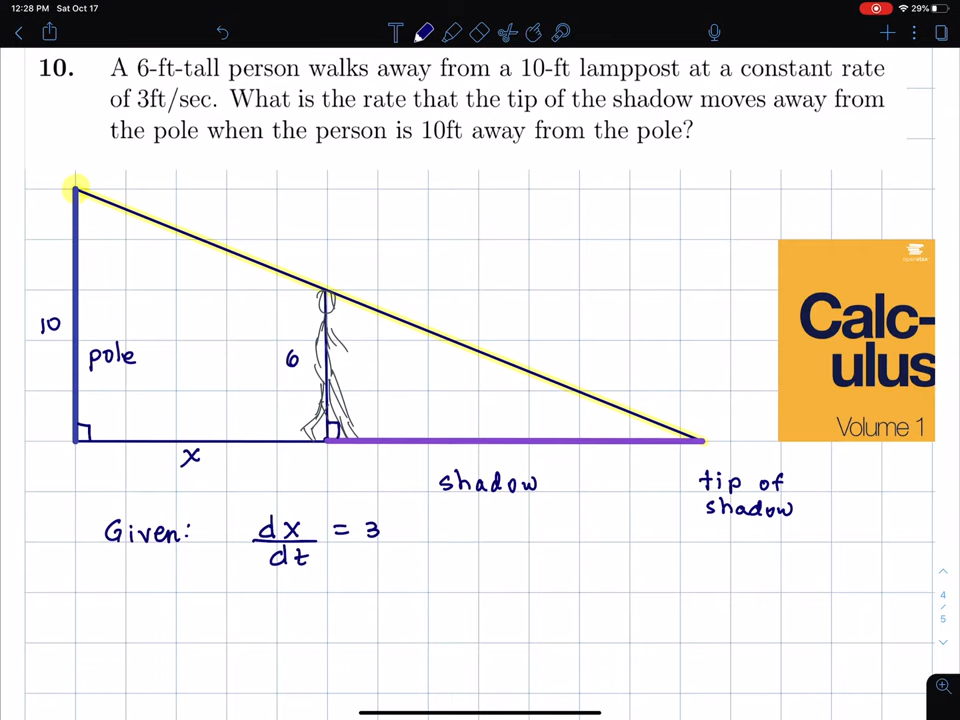 12:28 PM Sat Oct 17
29%
10. A 6-ft-tall person walks away from a 10-ft lamppost at a constant rate
of 3ft/sec. What is the rate that the tip of the shadow moves away from
the pole when the person is 10ft away from the pole?
openstax
Calc-
ulus
Volume 1
10
pole
6
x
shadow
tip of
shadow
Given: dx/dt = 3
4
/
5